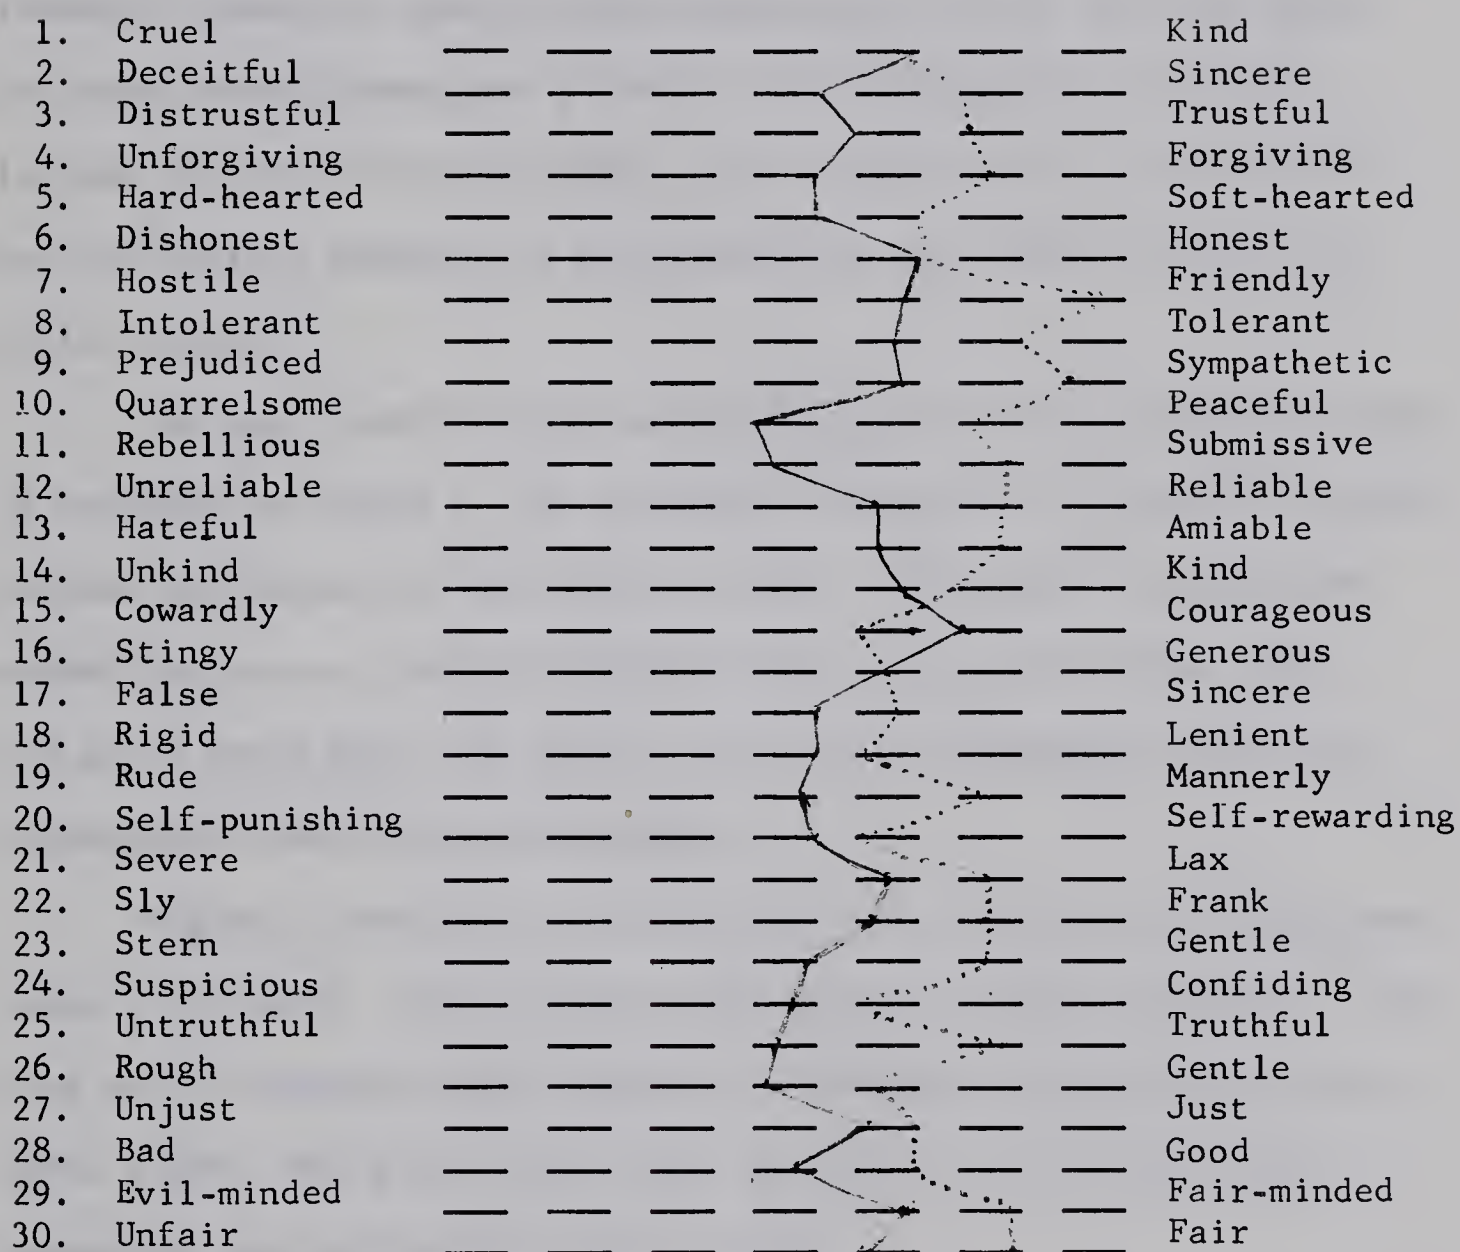 1. Cruel Kind
2. Deceitful Sincere
3. Distrustful Trustful
4. Unforgiving Forgiving
5. Hard-hearted Soft-hearted
6. Dishonest Honest
7. Hostile Friendly
8. Intolerant Tolerant
9. Prejudiced Sympathetic
10. Quarrelsome Peaceful
11. Rebellious Submissive
12. Unreliable Reliable
13. Hateful Amiable
14. Unkind Kind
15. Cowardly Courageous
16. Stingy Generous
17. False Sincere
18. Rigid Lenient
19. Rude Mannerly
20. Self-punishing Self-rewarding
21. Severe Lax
22. Sly Frank
23. Stern Gentle
24. Suspicious Confiding
25. Untruthful Truthful
26. Rough Gentle
27. Unjust Just
28. Bad Good
29. Evil-minded Fair-minded
30. Unfair Fair